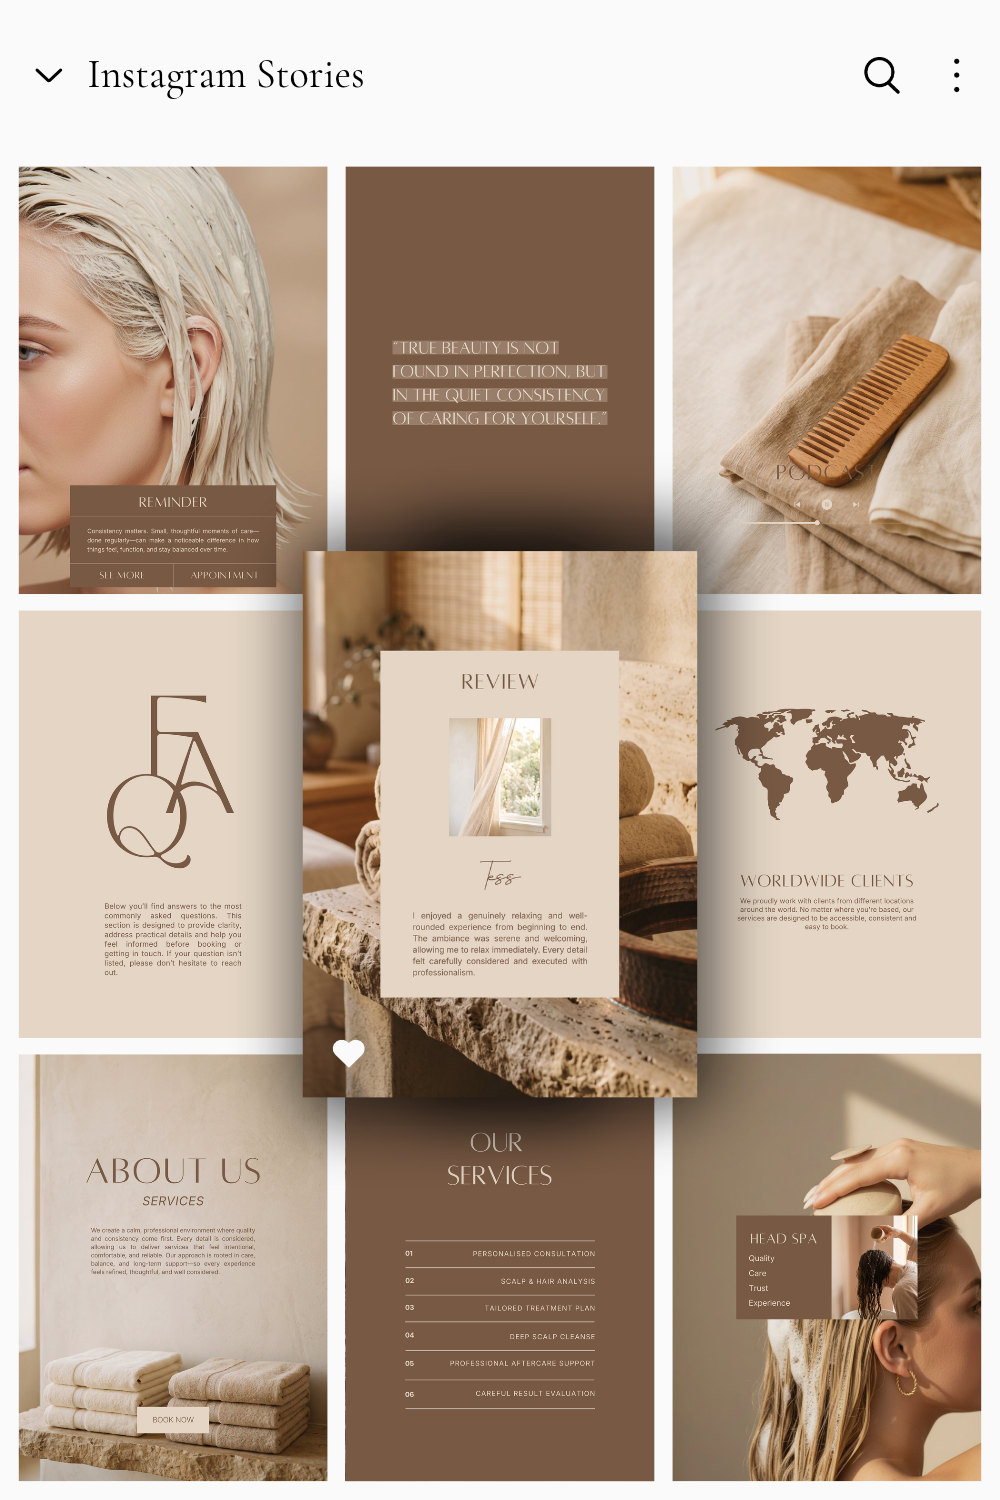 Instagram Stories
REMINDER
Consistency matters. Small, thoughtful moments of care—
done regularly—can make a noticeable difference in how
things feel, function, and stay balanced over time.
SEE MORE
APPOINTMENT
“TRUE BEAUTY IS NOT
FOUND IN PERFECTION, BUT
IN THE QUIET CONSISTENCY
OF CARING FOR YOURSELF.”
PODCAST
FAQ
Below you'll find answers to the most
commonly asked questions. This
section is designed to provide clarity,
address practical details and help you
feel informed before booking or
getting in touch. If your question isn't
listed, please don't hesitate to reach
out.
REVIEW
Tess
I enjoyed a genuinely relaxing and well-
rounded experience from beginning to end.
The ambiance was serene and welcoming,
allowing me to relax immediately. Every detail
felt carefully considered and executed with
professionalism.
WORLDWIDE CLIENTS
We proudly work with clients from different locations
around the world. No matter where you're based, our
services are designed to be accessible, consistent and
easy to book.
ABOUT US
SERVICES
We create a calm, professional environment where quality
and consistency come first. Every detail is considered,
allowing us to deliver services that feel intentional,
comfortable, and reliable. Our approach is rooted in care,
balance, and long-term support—so every experience
feels refined, thoughtful, and well considered.
BOOK NOW
OUR
SERVICES
01 PERSONALISED CONSULTATION
02 SCALP & HAIR ANALYSIS
03 TAILORED TREATMENT PLAN
04 DEEP SCALP CLEANSE
05 PROFESSIONAL AFTERCARE SUPPORT
06 CAREFUL RESULT EVALUATION
HEAD SPA
Quality
Care
Trust
Experience